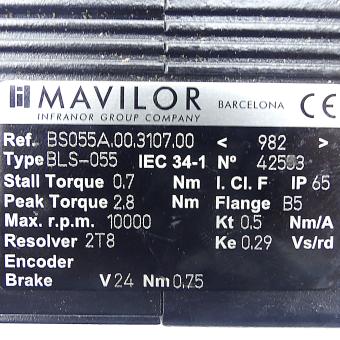 MAVILOR
INFRANOR GROUP COMPANY BARCELONA CE
Ref. BS055A.00.3107.00 < 982 >
Type BLS-055 IEC 34-1 Nº
Stall Torque 0.7 Nm I. Cl. F IP 65
Peak Torque 2.8 Nm Flange B5
Max. r.p.m. 10000 Kt 0.5 Nm/A
Resolver 2T8 Ke 0.29 Vs/rd
Encoder
Brake V 24 Nm 0.75